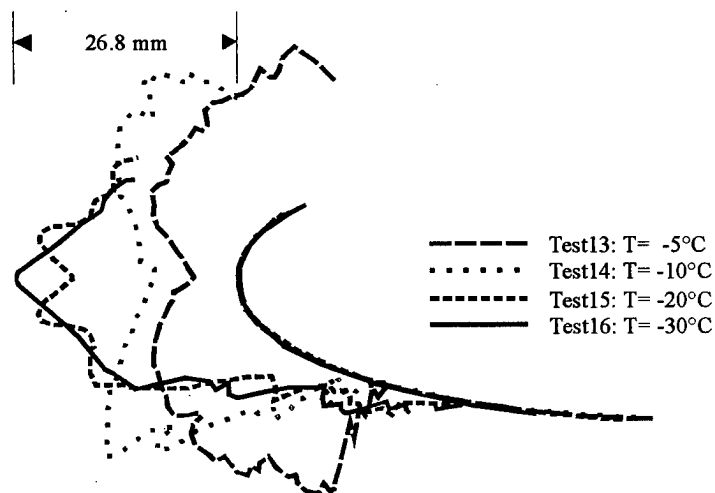 26.8 mm
Test13: T= -5°C
Test14: T= -10°C
Test15: T= -20°C
Test16: T= -30°C